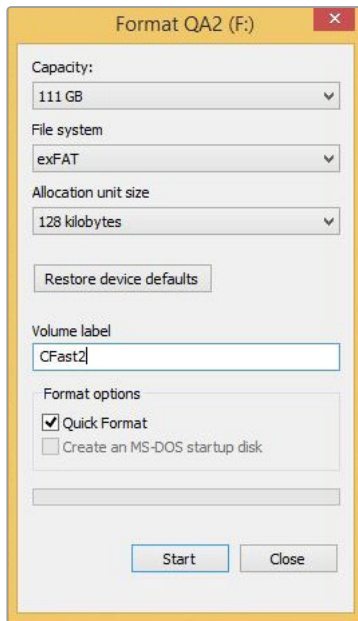 Format QA2 (F:)
Capacity:
111 GB
File system
exFAT
Allocation unit size
128 kilobytes
Restore device defaults
Volume label
CFast2
Format options
Quick Format
Create an MS-DOS startup disk
Start
Close